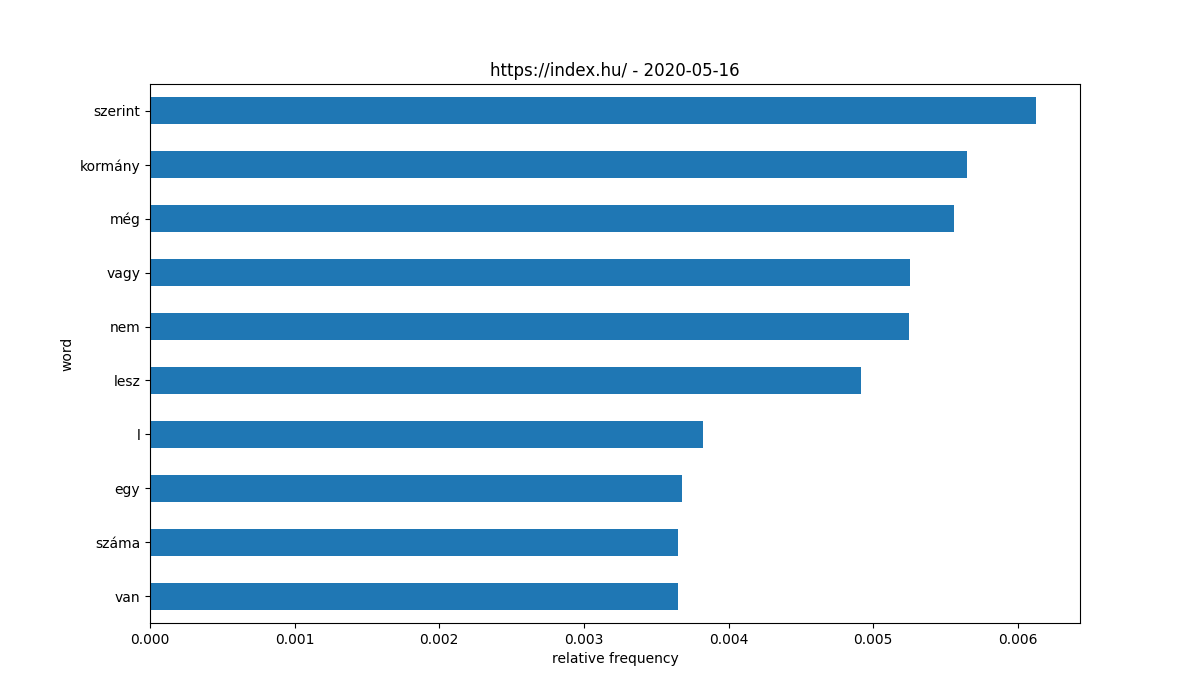 https://index.hu/ - 2020-05-16
szerint
kormány
még
vagy
nem
lesz
l
egy
száma
van
word
0.000 0.001 0.002 0.003 0.004 0.005 0.006
relative frequency